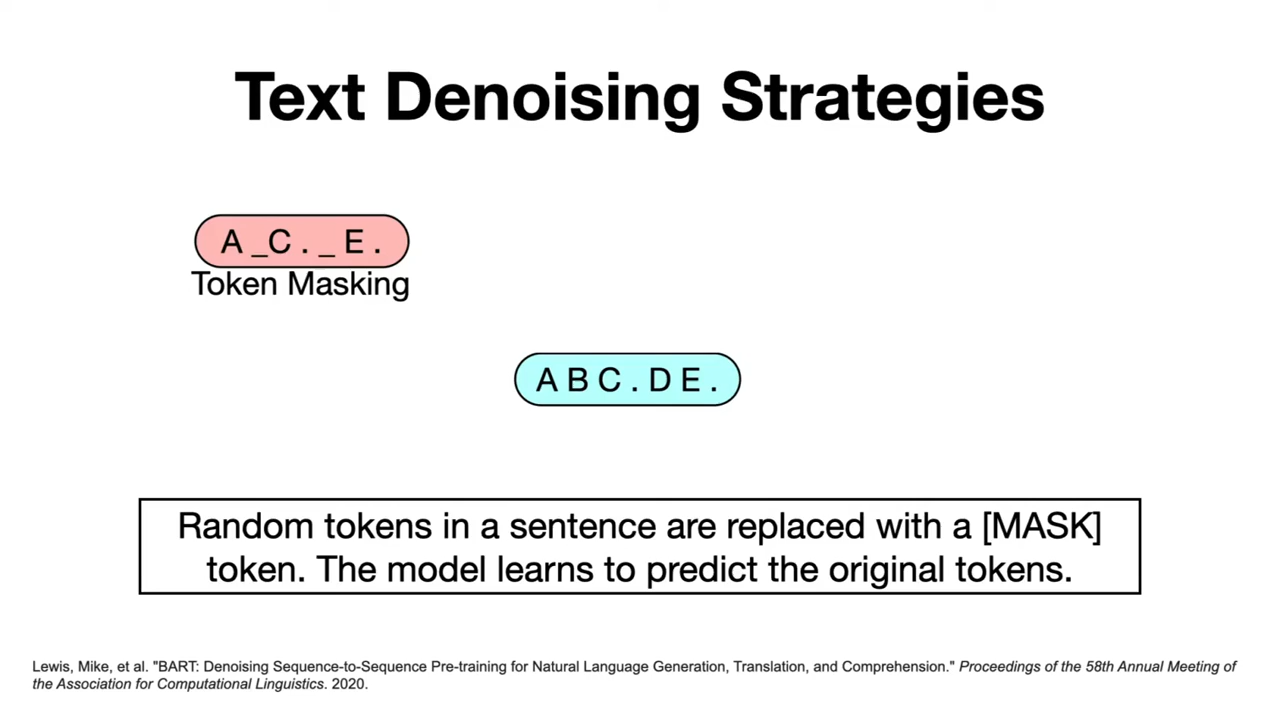 Text Denoising Strategies
A _C . _ E .
Token Masking
A B C . D E .
Random tokens in a sentence are replaced with a [MASK]
token. The model learns to predict the original tokens.
Lewis, Mike, et al. "BART: Denoising Sequence-to-Sequence Pre-training for Natural Language Generation, Translation, and Comprehension." Proceedings of the 58th Annual Meeting of
the Association for Computational Linguistics. 2020.